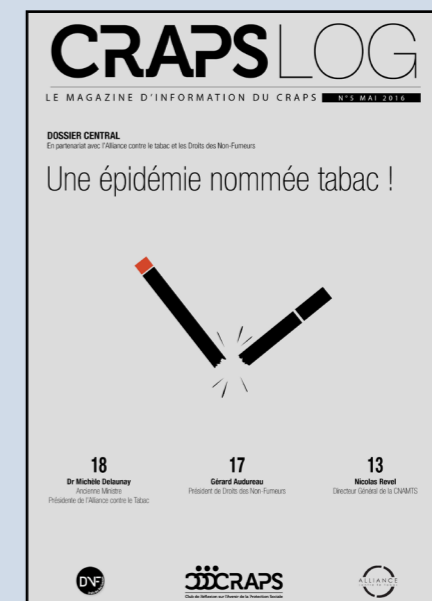 CRAPSLOG
LE MAGAZINE D'INFORMATION DU CRAPS N°5 MAI 2016
DOSSIER CENTRAL
En partenariat avec l'Alliance contre le tabac et les Droits des Non-Fumeurs
Une épidémie nommée tabac !
18
Dr Michèle Delaunay
Ancienne Ministre
Présidente de l'Alliance contre le Tabac
17
Gérard Audureau
Président de Droits des Non-Fumeurs
13
Nicolas Revel
Directeur Général de la CNAMTS
DNF
CRAPS
Club de Réflexion sur l'Avenir de la Protection Sociale
ALLIANCE